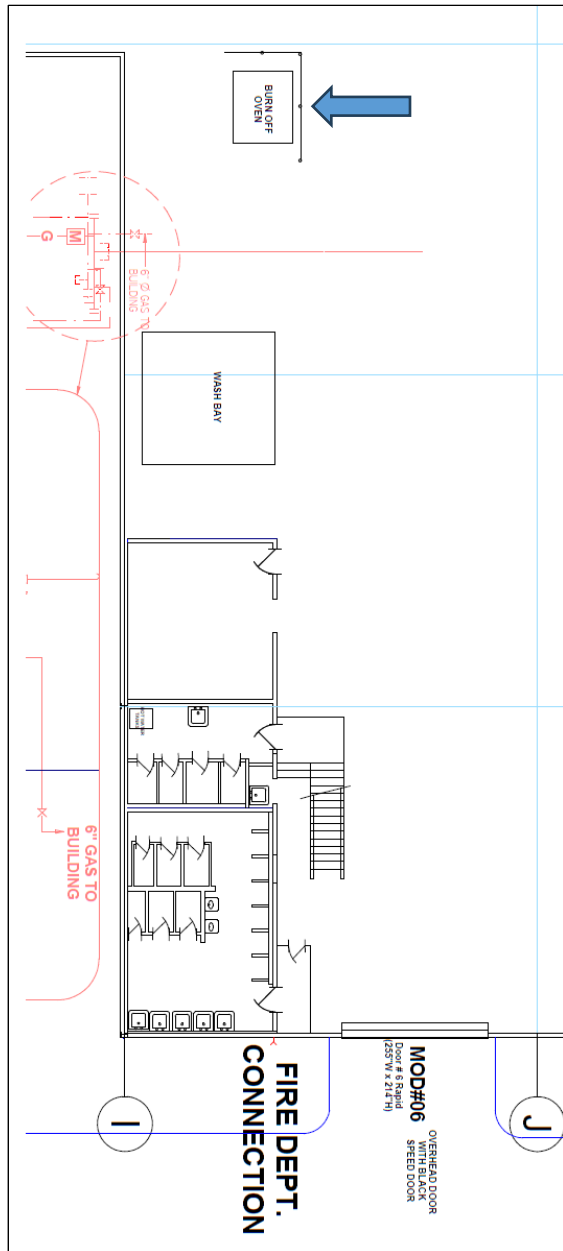 BURN OFF
OVEN
G
M
6" Ø GAS TO
BUILDING
WASH BAY
6" GAS TO
BUILDING
MOD#06
Door # 6 Rapid
(255"W x 214"H)
OVERHEAD DOOR
WITH BLACK
SPEED DOOR
FIRE DEPT.
CONNECTION
I
J